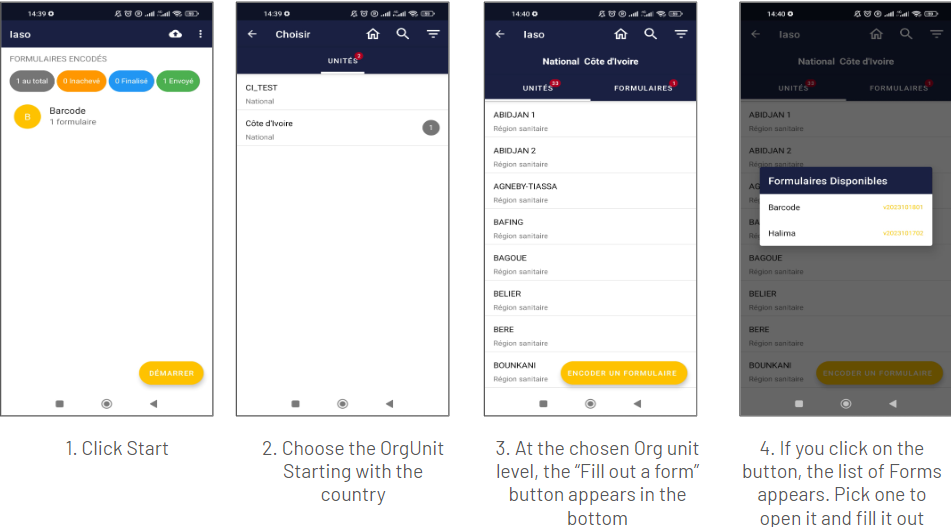 14:39
Iaso
FORMULAIRES ENCODÉS
1 au total
0 Inachevé
0 Finalisé
1 Envoyé
B
Barcode
1 formulaire
DÉMARRER
1. Click Start
14:39
Choisir
UNITÉS 2
CI_TEST
National
Côte d'Ivoire
National
1
2. Choose the OrgUnit
Starting with the
country
14:40
Iaso
National Côte d'Ivoire
UNITÉS 33
FORMULAIRES 1
ABIDJAN 1
Région sanitaire
ABIDJAN 2
Région sanitaire
AGNEBY-TIASSA
Région sanitaire
BAFING
Région sanitaire
BAGOUE
Région sanitaire
BELIER
Région sanitaire
BERE
Région sanitaire
BOUNKANI
Région sanitaire
ENCODER UN FORMULAIRE
3. At the chosen Org unit
level, the “Fill out a form”
button appears in the
bottom
14:40
Iaso
National Côte d'Ivoire
UNITÉS 33
FORMULAIRES 1
ABIDJAN 1
Région sanitaire
ABIDJAN 2
Région sanitaire
AG
Formulaires Disponibles
Barcode
v2023101801
Halima
v2023101702
BA
Région sanitaire
BAGOUE
Région sanitaire
BELIER
Région sanitaire
BERE
Région sanitaire
BOUNKANI
Région sanitaire
ENCODER UN FORMULAIRE
4. If you click on the
button, the list of Forms
appears. Pick one to
open it and fill it out